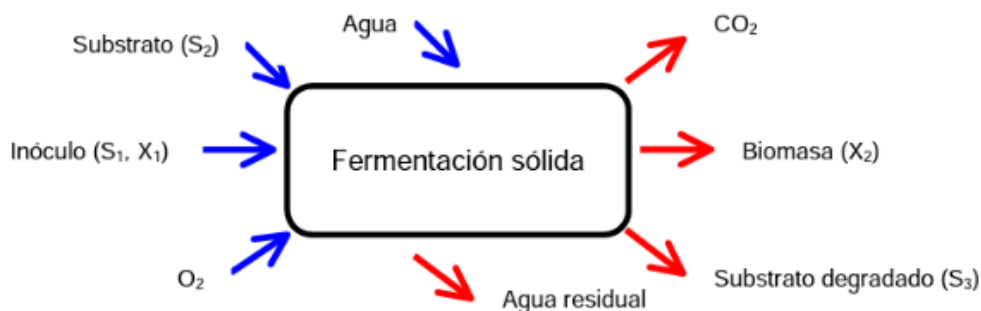 Agua
CO₂
Substrato (S₂)
Inóculo (S₁, X₁)
Fermentación sólida
Biomasa (X₂)
O₂
Agua residual
Substrato degradado (S₃)